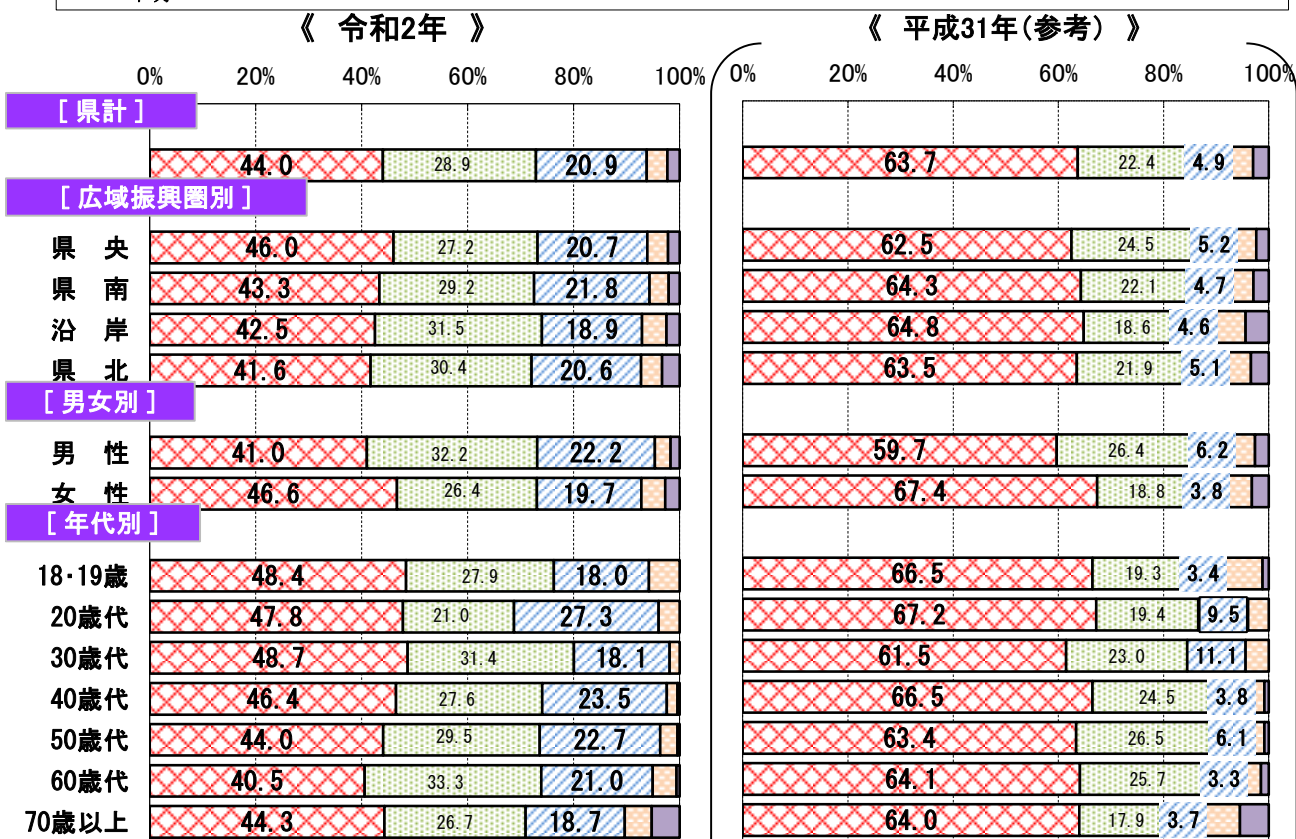 《 令和2年 》 《 平成31年(参考) 》
0% 20% 40% 60% 80% 100% 0% 20% 40% 60% 80% 100%
[ 県計 ]
44.0 28.9 20.9 63.7 22.4 4.9
[ 広域振興圏別 ]
県 央 46.0 27.2 20.7 62.5 24.5 5.2
県 南 43.3 29.2 21.8 64.3 22.1 4.7
沿 岸 42.5 31.5 18.9 64.8 18.6 4.6
県 北 41.6 30.4 20.6 63.5 21.9 5.1
[ 男女別 ]
男 性 41.0 32.2 22.2 59.7 26.4 6.2
女 性 46.6 26.4 19.7 67.4 18.8 3.8
[ 年代別 ]
18・19歳 48.4 27.9 18.0 66.5 19.3 3.4
20歳代 47.8 21.0 27.3 67.2 19.4 9.5
30歳代 48.7 31.4 18.1 61.5 23.0 11.1
40歳代 46.4 27.6 23.5 66.5 24.5 3.8
50歳代 44.0 29.5 22.7 63.4 26.5 6.1
60歳代 40.5 33.3 21.0 64.1 25.7 3.3
70歳以上 44.3 26.7 18.7 64.0 17.9 3.7